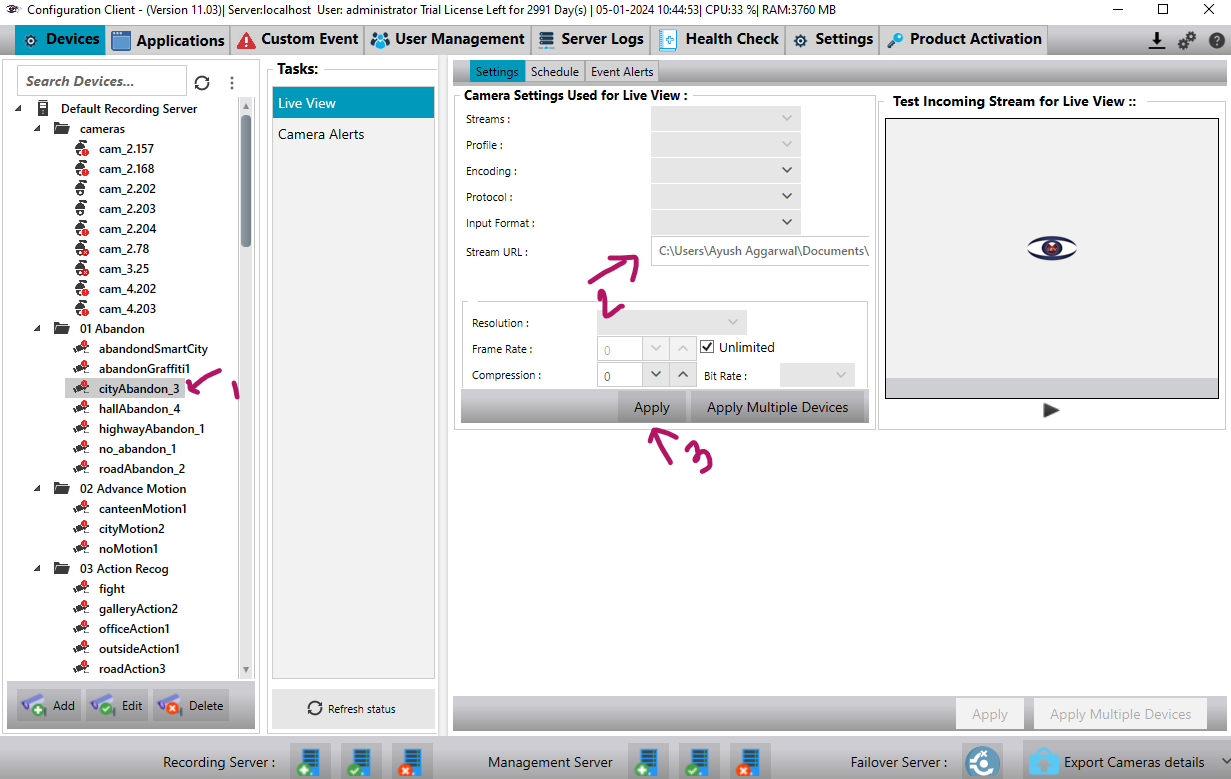 Configuration Client - (Version 11.03)| Server:localhost User: administrator Trial License Left for 2991 Day(s) | 05-01-2024 10:44:53| CPU:33 %| RAM:3760 MB
Devices Applications Custom Event User Management Server Logs Health Check Settings Product Activation
Search Devices...
Default Recording Server
cameras
cam_2.157
cam_2.168
cam_2.202
cam_2.203
cam_2.204
cam_2.78
cam_3.25
cam_4.202
cam_4.203
01 Abandon
abandondSmartCity
abandonGraffiti1
cityAbandon_3
1
hallAbandon_4
highwayAbandon_1
no_abandon_1
roadAbandon_2
02 Advance Motion
canteenMotion1
cityMotion2
noMotion1
03 Action Recog
fight
galleryAction2
officeAction1
outsideAction1
roadAction3
Add Edit Delete
Tasks:
Live View
Camera Alerts
Refresh status
Settings Schedule Event Alerts
Camera Settings Used for Live View :
Streams :
Profile :
Encoding :
Protocol :
Input Format :
Stream URL : C:\Users\Ayush Aggarwal\Documents\
2
Resolution :
Frame Rate : 0 Unlimited
Compression : 0 Bit Rate :
Apply Apply Multiple Devices
3
Test Incoming Stream for Live View ::
Apply Apply Multiple Devices
Recording Server : Management Server Failover Server : Export Cameras details